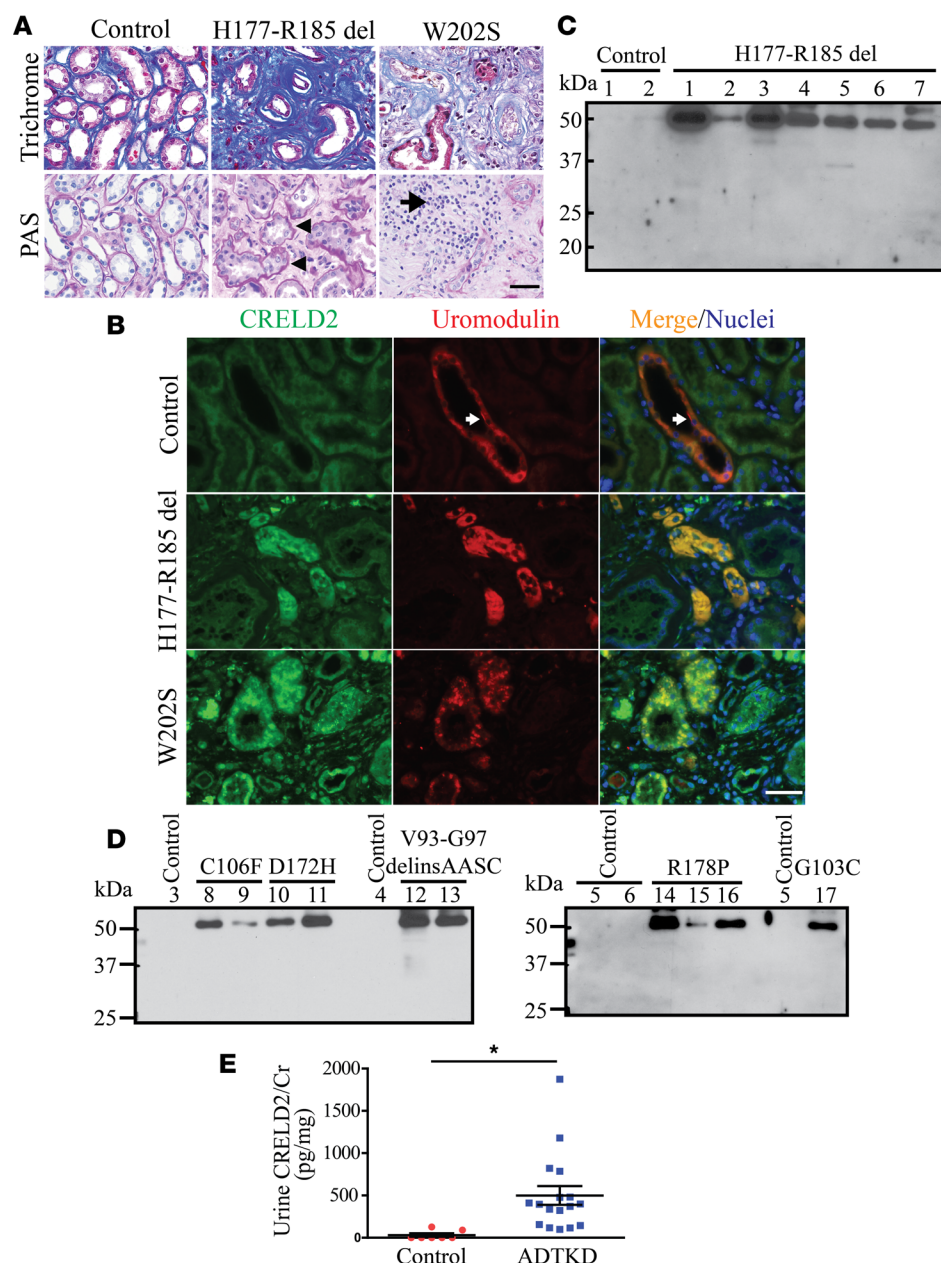 A
Control
H177-R185 del
W202S
Trichrome
PAS
C
Control
H177-R185 del
kDa
1 2 1 2 3 4 5 6 7
50
37
25
20
B
CRELD2
Uromodulin
Merge/Nuclei
Control
H177-R185 del
W202S
D
Control
C106F
D172H
Control
V93-G97
delinsAASC
kDa
3 8 9 10 11 4 12 13
50
37
25
Control
R178P
Control
G103C
kDa
5 6 14 15 16 5 17
50
37
25
E
*
Urine CRELD2/Cr
(pg/mg)
2000
1500
1000
500
0
Control
ADTKD